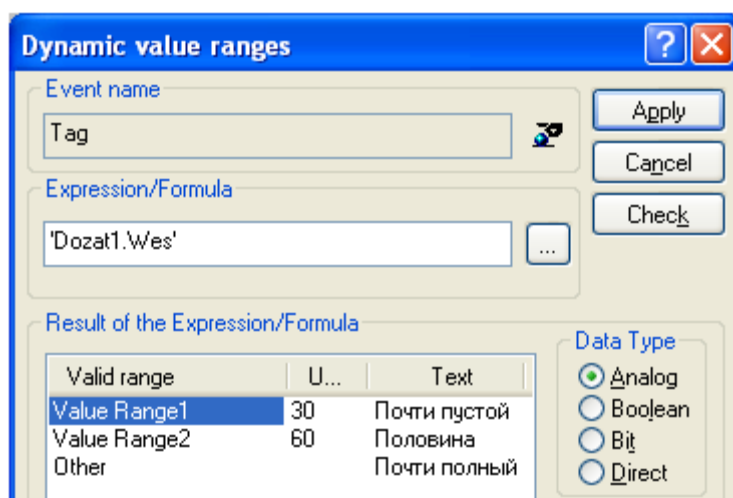 Dynamic value ranges
Event name
Tag
Apply
Cancel
Check
Expression/Formula
'Dozat1.Wes'
...
Result of the Expression/Formula
Valid range U... Text
Value Range1 30 Почти пустой
Value Range2 60 Половина
Other Почти полный
Data Type
Analog
Boolean
Bit
Direct